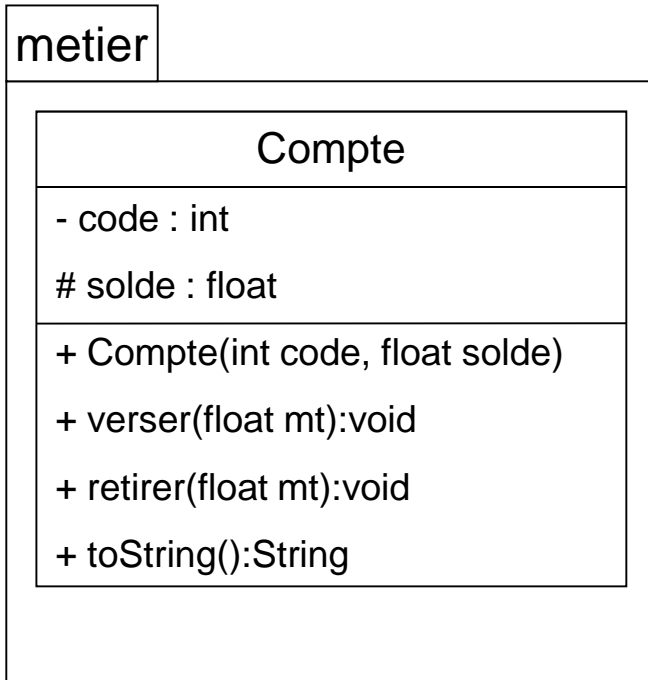 metier
Compte
- code : int
# solde : float
+ Compte(int code, float solde)
+ verser(float mt):void
+ retirer(float mt):void
+ toString():String